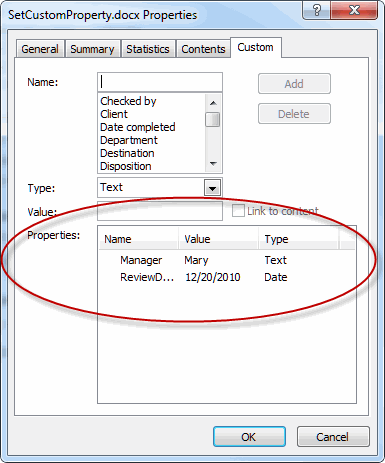 SetCustomProperty.docx Properties
General Summary Statistics Contents Custom
Name:
Add
Checked by
Client
Date completed
Department
Destination
Disposition
Delete
Type: Text
Value: Link to content
Properties: Name Value Type
Manager Mary Text
ReviewD... 12/20/2010 Date
OK Cancel